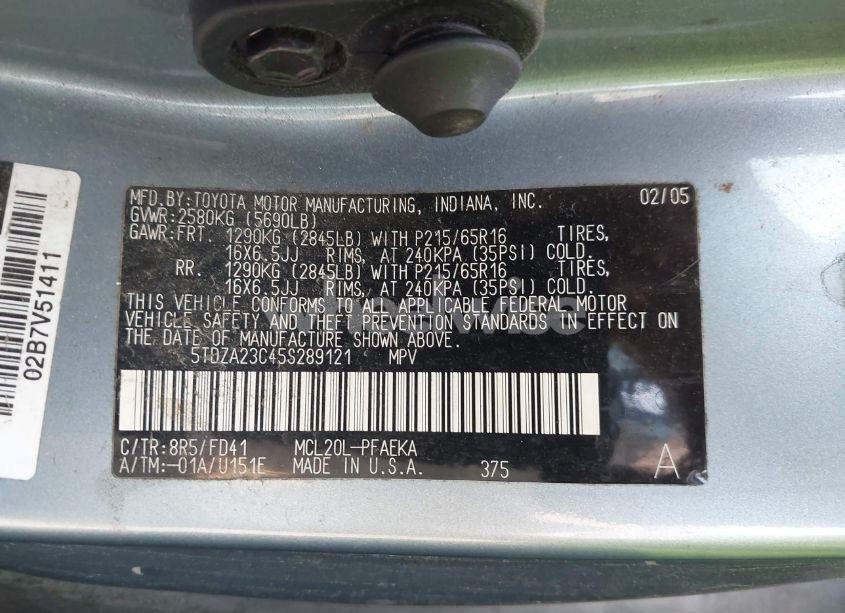 MFD.BY:TOYOTA MOTOR MANUFACTURING, INDIANA, INC. 02/05
GVWR:2580KG (5690LB)
GAWR:FRT. 1290KG (2845LB) WITH P215/65R16 TIRES,
16X6.5JJ RIMS, AT 240KPA (35PSI) COLD.
RR. 1290KG (2845LB) WITH P215/65R16 TIRES,
16X6.5JJ RIMS, AT 240KPA (35PSI) COLD.
THIS VEHICLE CONFORMS TO ALL APPLICABLE FEDERAL MOTOR
VEHICLE SAFETY AND THEFT PREVENTION STANDARDS IN EFFECT ON
THE DATE OF MANUFACTURE SHOWN ABOVE.
5TDZA23C45S289121 MPV
C/TR:8R5/FD41 MCL20L-PFAEKA
A/TM:-01A/U151E MADE IN U.S.A. 375 A
02B7V51411